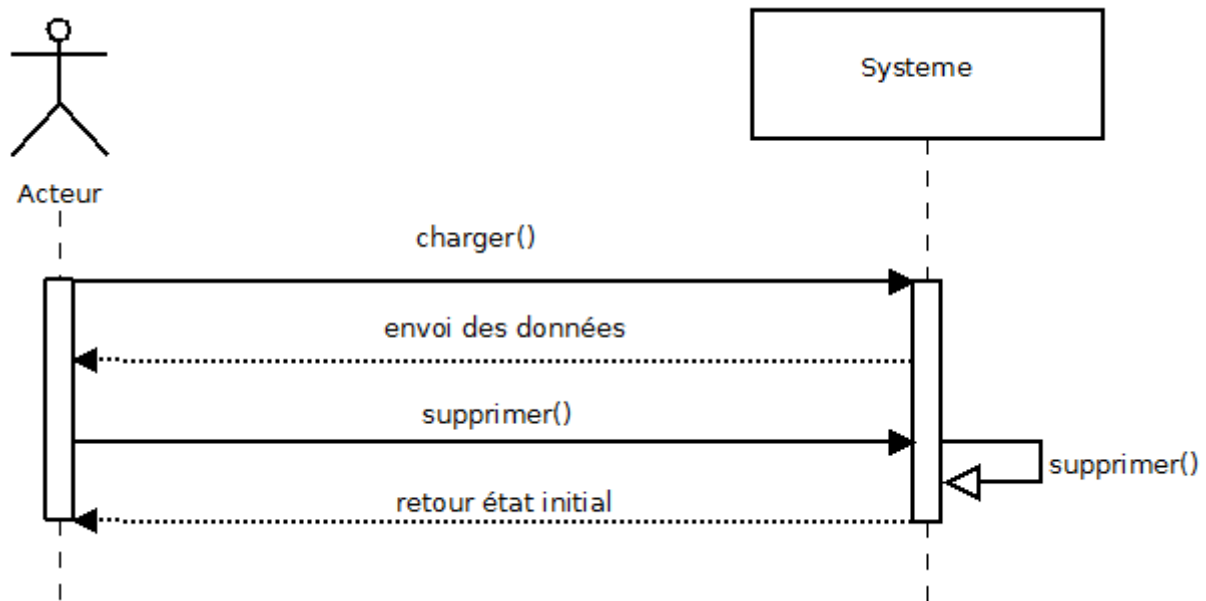 Systeme
Acteur
charger()
envoi des données
supprimer()
supprimer()
retour état initial